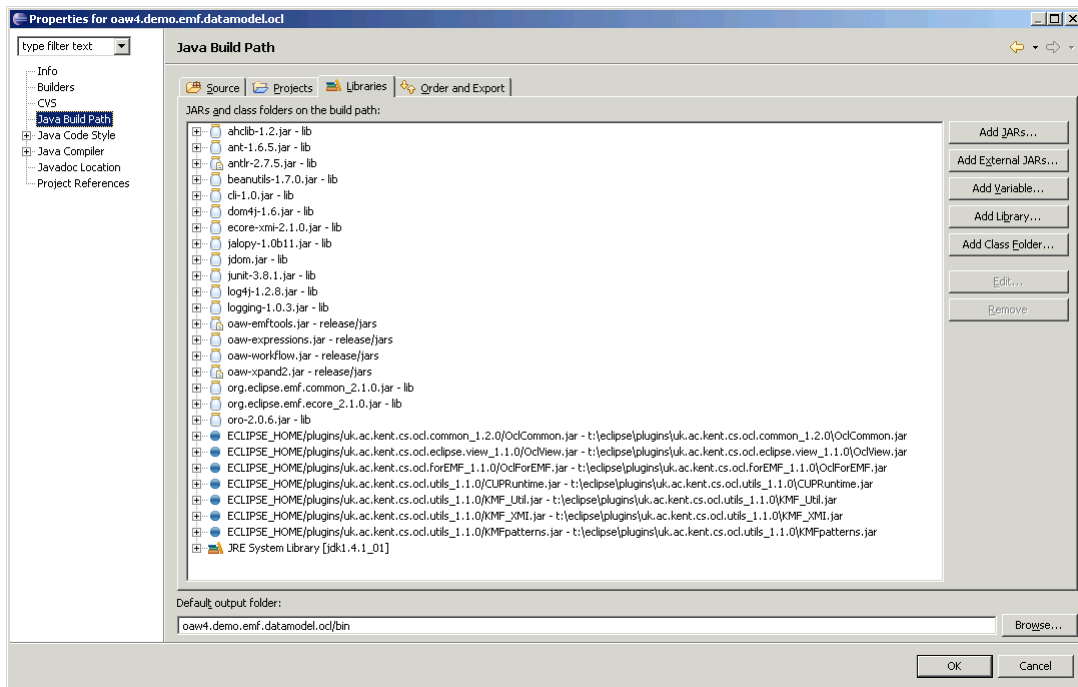 Properties for oaw4.demo.emf.datamodel.ocl
type filter text
Java Build Path
Info
Builders
CVS
Java Build Path
Java Code Style
Java Compiler
Javadoc Location
Project References
Source
Projects
Libraries
Order and Export
JARs and class folders on the build path:
ahclib-1.2.jar - lib
ant-1.6.5.jar - lib
antlr-2.7.5.jar - lib
beanutils-1.7.0.jar - lib
cli-1.0.jar - lib
dom4j-1.6.jar - lib
ecore-xmi-2.1.0.jar - lib
jalopy-1.0b11.jar - lib
jdom.jar - lib
junit-3.8.1.jar - lib
log4j-1.2.8.jar - lib
logging-1.0.3.jar - lib
oaw-emftools.jar - release/jars
oaw-expressions.jar - release/jars
oaw-workflow.jar - release/jars
oaw-xpand2.jar - release/jars
org.eclipse.emf.common_2.1.0.jar - lib
org.eclipse.emf.ecore_2.1.0.jar - lib
oro-2.0.6.jar - lib
ECLIPSE_HOME/plugins/uk.ac.kent.cs.ocl.common_1.2.0/OclCommon.jar - t:\eclipse\plugins\uk.ac.kent.cs.ocl.common_1.2.0\OclCommon.jar
ECLIPSE_HOME/plugins/uk.ac.kent.cs.ocl.eclipse.view_1.1.0/OclView.jar - t:\eclipse\plugins\uk.ac.kent.cs.ocl.eclipse.view_1.1.0\OclView.jar
ECLIPSE_HOME/plugins/uk.ac.kent.cs.ocl.forEMF_1.1.0/OclForEMF.jar - t:\eclipse\plugins\uk.ac.kent.cs.ocl.forEMF_1.1.0\OclForEMF.jar
ECLIPSE_HOME/plugins/uk.ac.kent.cs.ocl.utils_1.1.0/CUPRuntime.jar - t:\eclipse\plugins\uk.ac.kent.cs.ocl.utils_1.1.0\CUPRuntime.jar
ECLIPSE_HOME/plugins/uk.ac.kent.cs.ocl.utils_1.1.0/KMF_Util.jar - t:\eclipse\plugins\uk.ac.kent.cs.ocl.utils_1.1.0\KMF_Util.jar
ECLIPSE_HOME/plugins/uk.ac.kent.cs.ocl.utils_1.1.0/KMF_XMI.jar - t:\eclipse\plugins\uk.ac.kent.cs.ocl.utils_1.1.0\KMF_XMI.jar
ECLIPSE_HOME/plugins/uk.ac.kent.cs.ocl.utils_1.1.0/KMFpatterns.jar - t:\eclipse\plugins\uk.ac.kent.cs.ocl.utils_1.1.0\KMFpatterns.jar
JRE System Library [jdk1.4.1_01]
Add JARs...
Add External JARs...
Add Variable...
Add Library...
Add Class Folder...
Edit...
Remove
Default output folder:
oaw4.demo.emf.datamodel.ocl/bin
Browse...
OK
Cancel